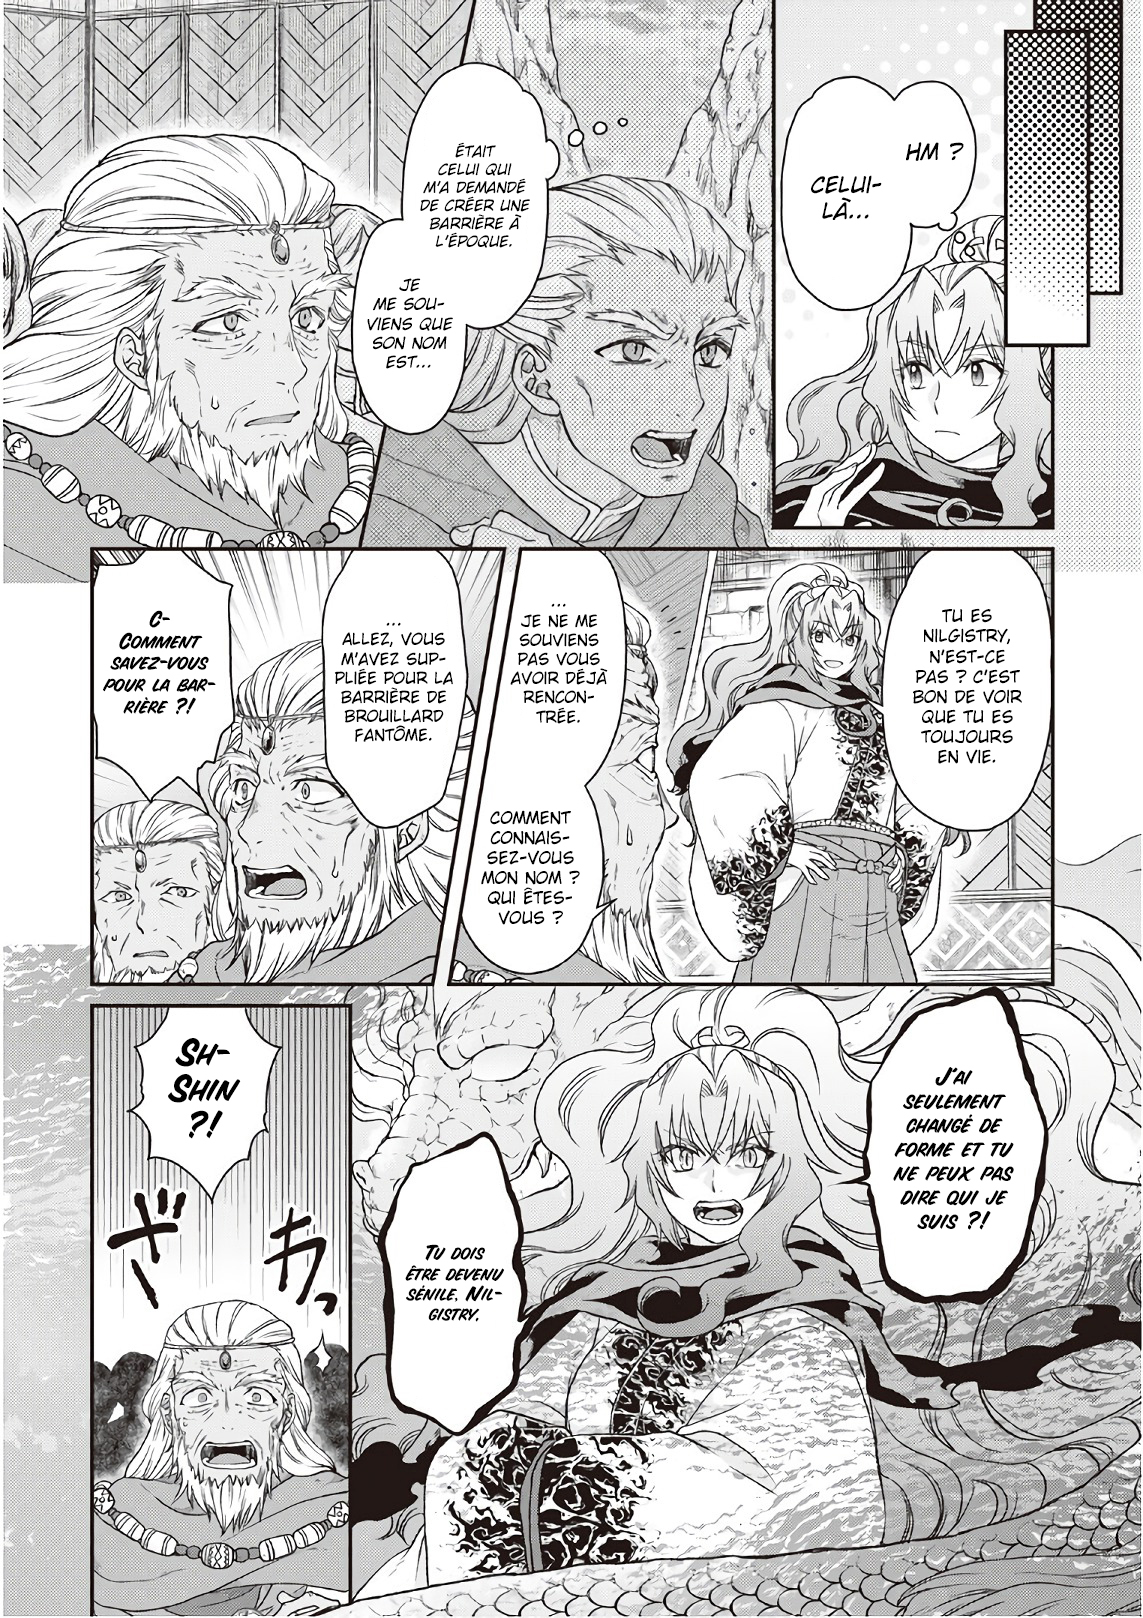 HM ?
CELUI-
LÀ...
ÉTAIT
CELUI QUI
M'A DEMANDÉ
DE CRÉER UNE
BARRIÈRE À
L'ÉPOQUE.
JE
ME SOU-
VIENS QUE
SON NOM
EST...
TU ES
NILGISTRY,
N'EST-CE
PAS ? C'EST
BON DE VOIR
QUE TU ES
TOUJOURS
EN VIE.
...
JE NE ME
SOUVIENS
PAS VOUS
AVOIR DÉJÀ
RENCON-
TRÉE.
COMMENT
CONNAIS-
SEZ-VOUS
MON NOM ?
QUI ÊTES-
VOUS ?
...
ALLEZ, VOUS
M'AVEZ SUP-
PLIÉE POUR LA
BARRIÈRE DE
BROUILLARD
FANTÔME.
C-
COMMENT
SAVEZ-VOUS
POUR LA BAR-
RIÈRE ?!
J'AI
SEULEMENT
CHANGÉ DE
FORME ET TU
NE PEUX PAS
DIRE QUI JE
SUIS ?!
TU DOIS
ÊTRE DEVENU
SÉNILE, NIL-
GISTRY.
SH-
SHIN
?!
わっ
ざー